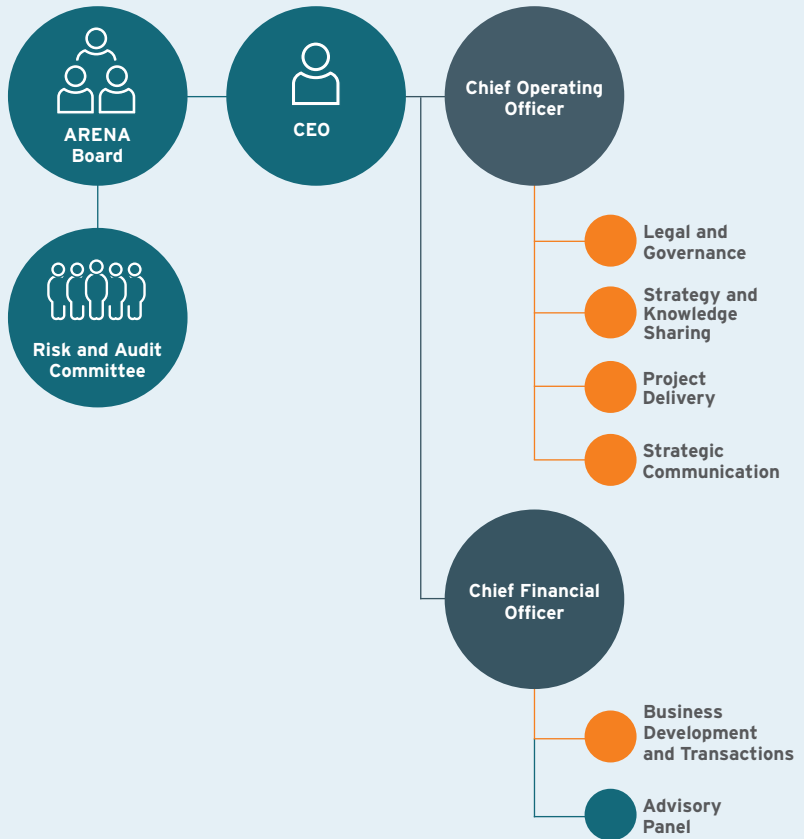 ARENA
Board
CEO
Chief Operating
Officer
Risk and Audit
Committee
Legal and
Governance
Strategy and
Knowledge
Sharing
Project
Delivery
Strategic
Communication
Chief Financial
Officer
Business
Development
and Transactions
Advisory
Panel